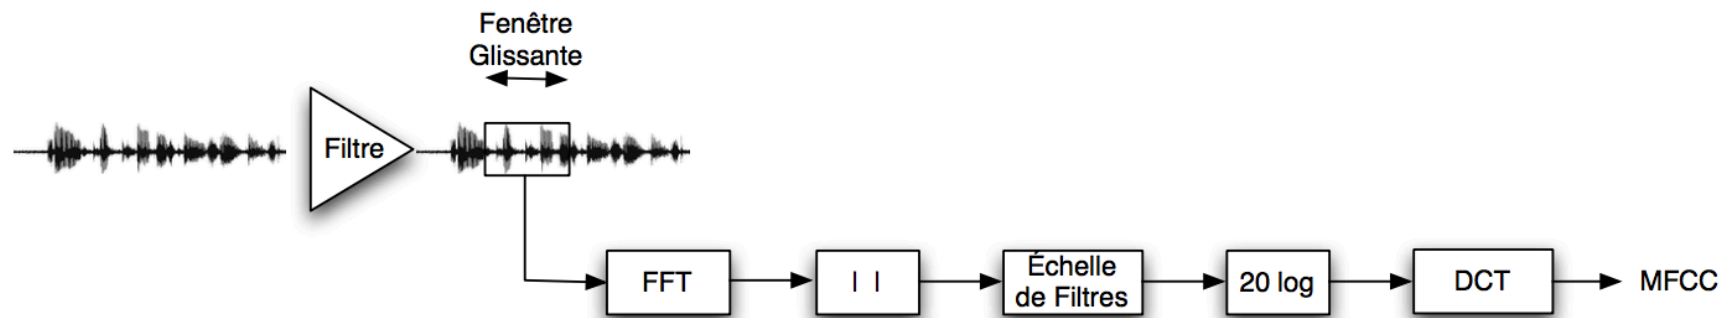 Fenêtre
Glissante
Filtre
FFT
| |
Échelle
de Filtres
20 log
DCT
MFCC